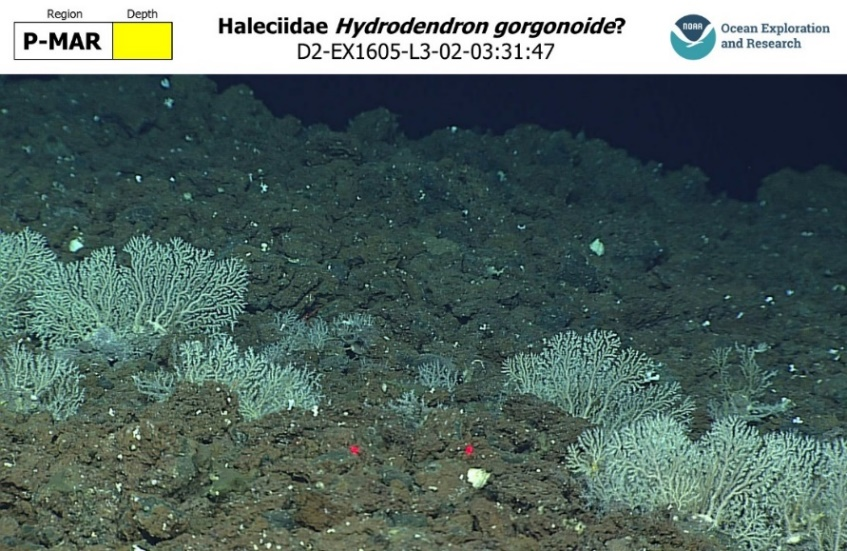 Region Depth
P-MAR
Haleciidae Hydrodendron gorgonoide?
D2-EX1605-L3-02-03:31:47
NOAA
Ocean Exploration
and Research